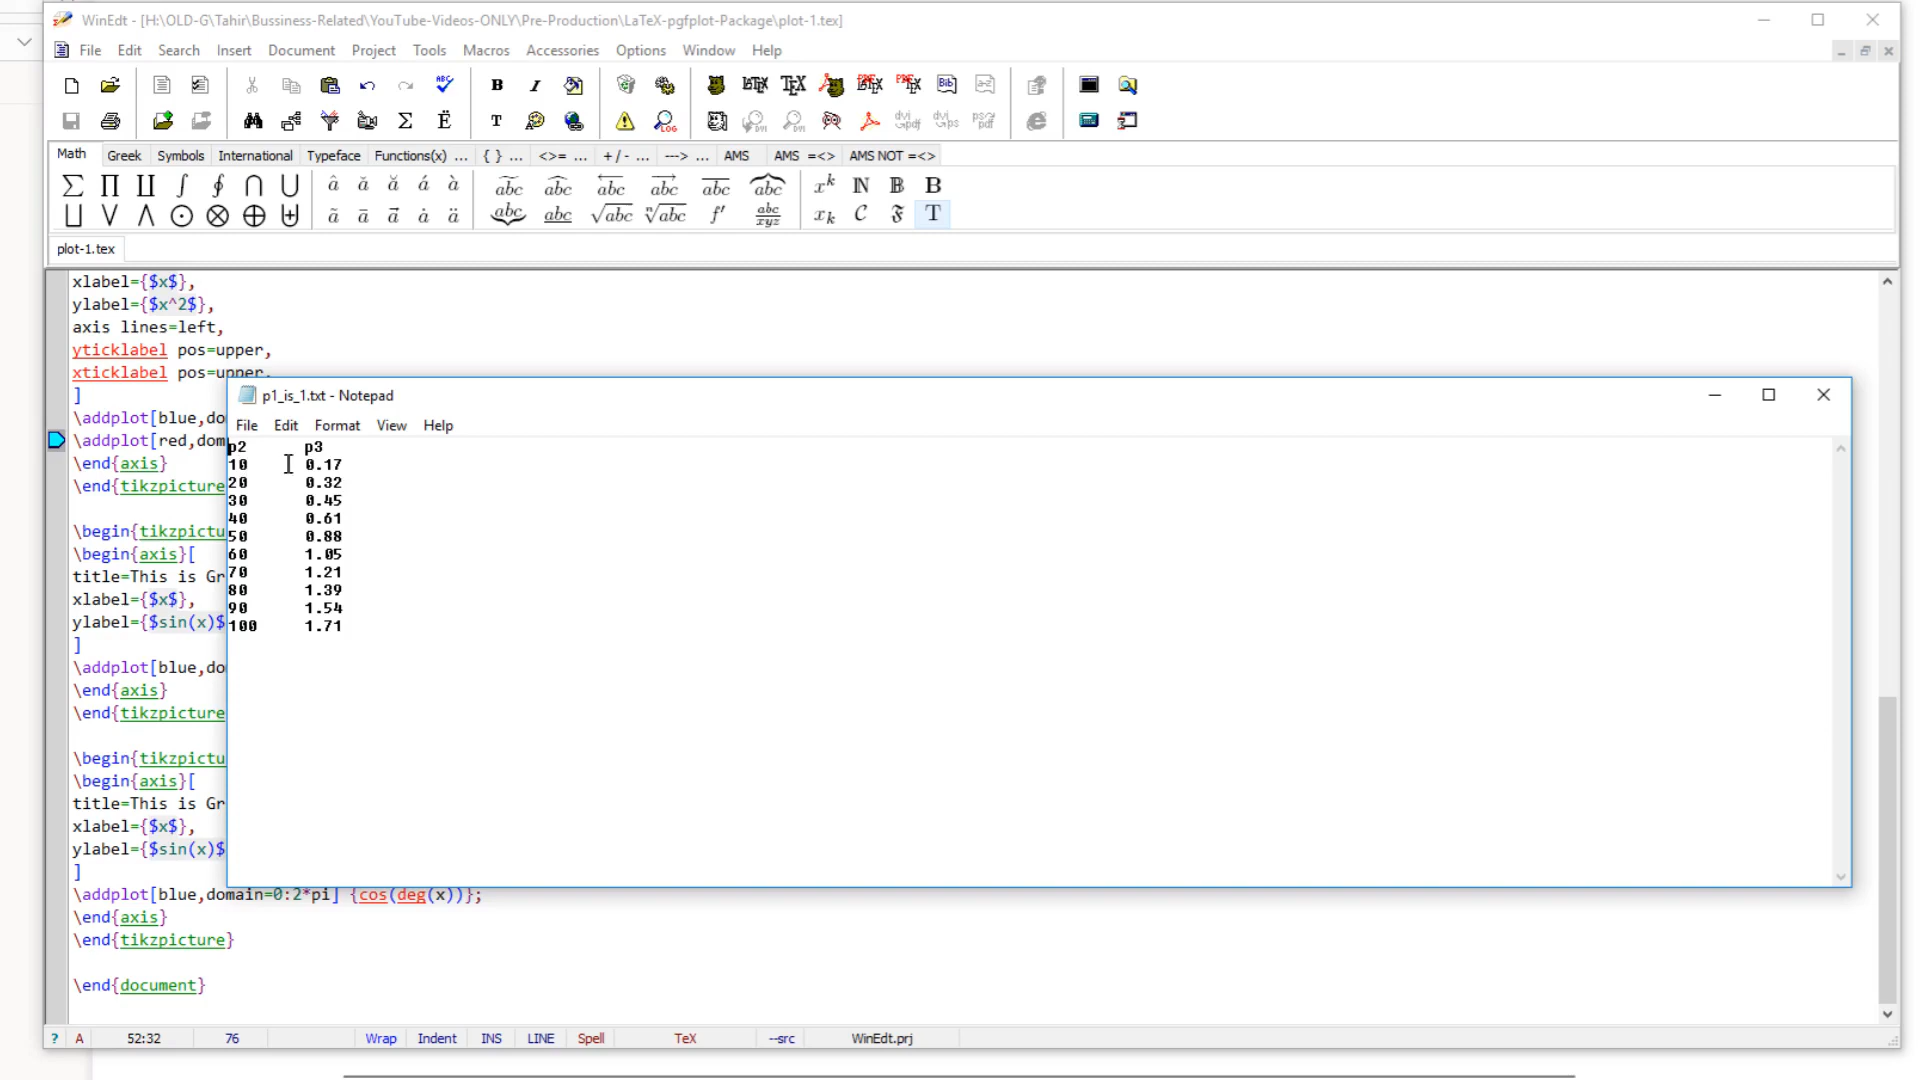 WinEdt - [H:\OLD-G\Tahir\Bussiness-Related\YouTube-Videos-ONLY\Pre-Production\LaTeX-pgfplot-Package\plot-1.tex]
File Edit Search Insert Document Project Tools Macros Accessories Options Window Help
Math Greek Symbols International Typeface Functions(x) ... { } ... <>= ... + / - ... ---> ... AMS AMS =<> AMS NOT =<>
plot-1.tex
xlabel={$x$},
ylabel={$x^2$},
axis lines=left,
yticklabel pos=upper,
xticklabel pos=upper,
]
\addplot[blue,do
\addplot[red,dom
\end{axis}
\end{tikzpicture
\begin{tikzpictu
\begin{axis}[
title=This is Gr
xlabel={$x$},
ylabel={$sin(x)$
]
\addplot[blue,do
\end{axis}
\end{tikzpicture
\begin{tikzpictu
\begin{axis}[
title=This is Gr
xlabel={$x$},
ylabel={$sin(x)$
]
\addplot[blue,domain=0:2*pi] {cos(deg(x))};
\end{axis}
\end{tikzpicture}
\end{document}
p1_is_1.txt - Notepad
File Edit Format View Help
p2 p3
10 0.17
20 0.32
30 0.45
40 0.61
50 0.88
60 1.05
70 1.21
80 1.39
90 1.54
100 1.71
? A 52:32 76 Wrap Indent INS LINE Spell TeX --src WinEdt.prj